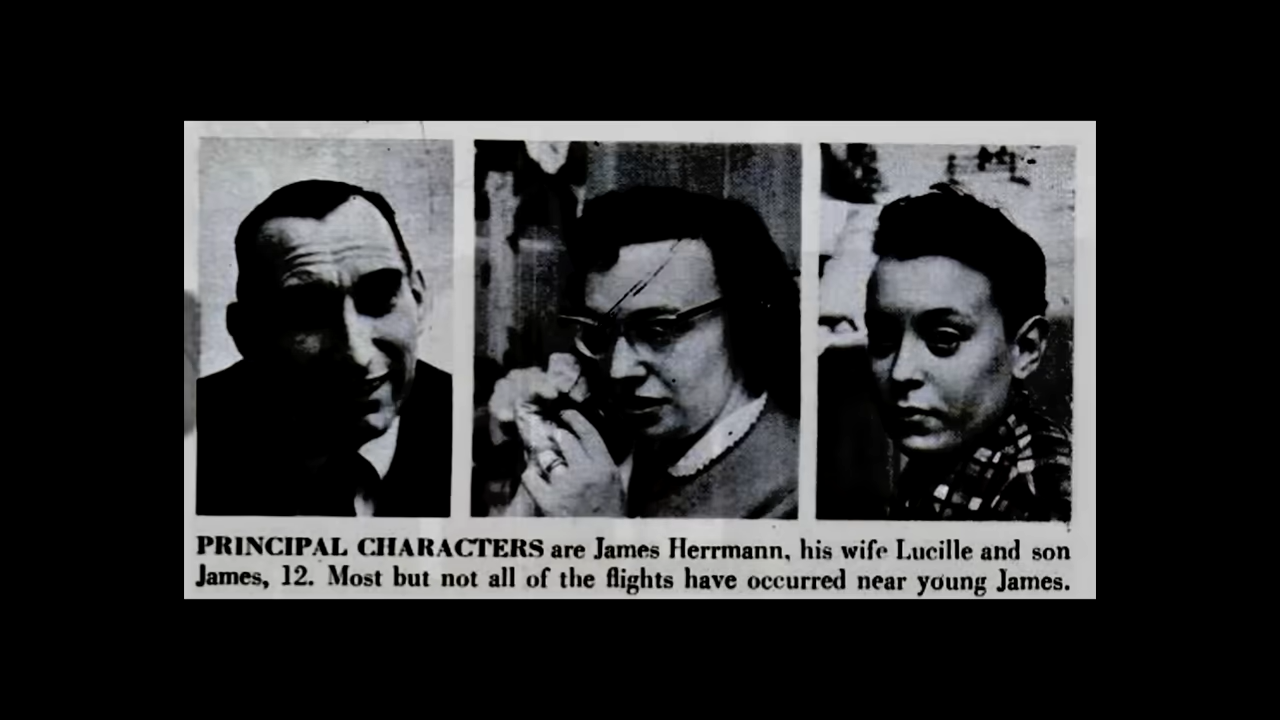 PRINCIPAL CHARACTERS are James Herrmann, his wife Lucille and son
James, 12. Most but not all of the flights have occurred near young James.